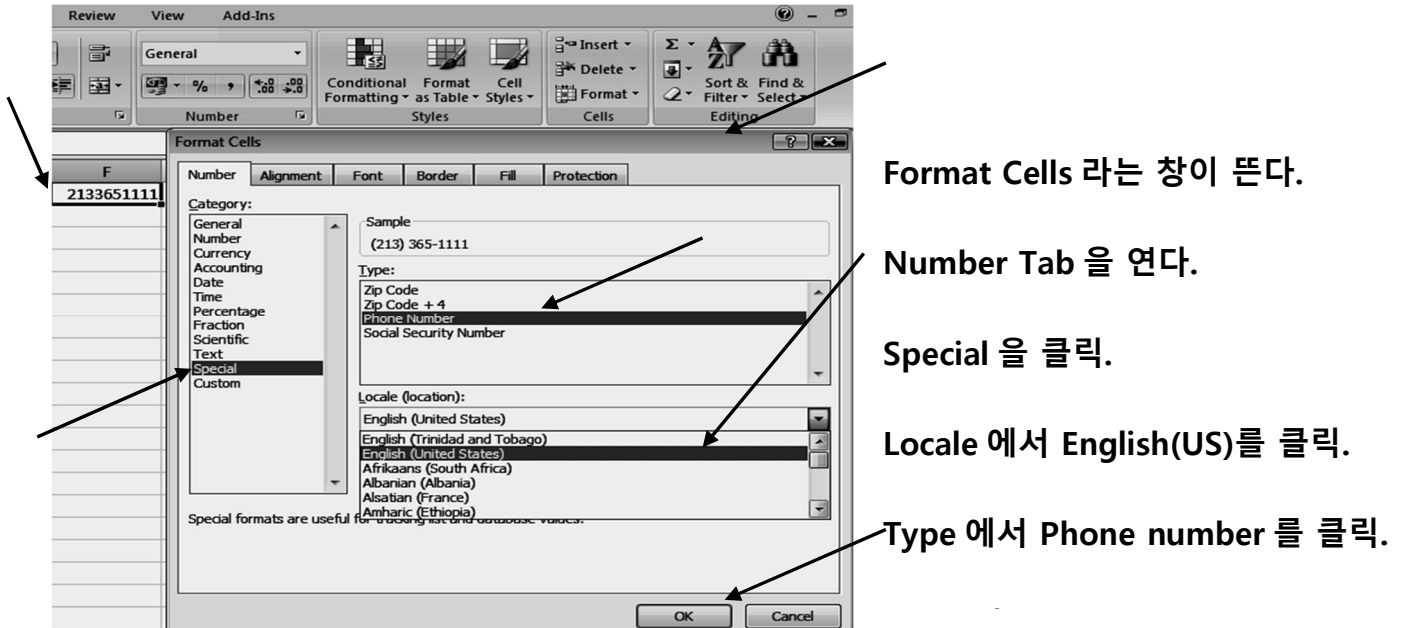 Review View Add-Ins
General
Σ
Insert
% ,
Delete
Conditional Formatting
Format as Table
Cell Styles
Format
Sort & Filter
Find & Select
Number
Styles
Cells
Editing
Format Cells
F
2133651111
Number Alignment Font Border Fill Protection
Category:
General
Number
Currency
Accounting
Date
Time
Percentage
Fraction
Scientific
Text
Special
Custom
Sample
(213) 365-1111
Type:
Zip Code
Zip Code + 4
Phone Number
Social Security Number
Locale (location):
English (United States)
English (Trinidad and Tobago)
English (United States)
Afrikaans (South Africa)
Albanian (Albania)
Alsatian (France)
Amharic (Ethiopia)
Special formats are useful for tracking list and database values.
OK Cancel
Format Cells 라는 창이 뜬다.
Number Tab 을 연다.
Special 을 클릭.
Locale 에서 English(US)를 클릭.
Type 에서 Phone number 를 클릭.